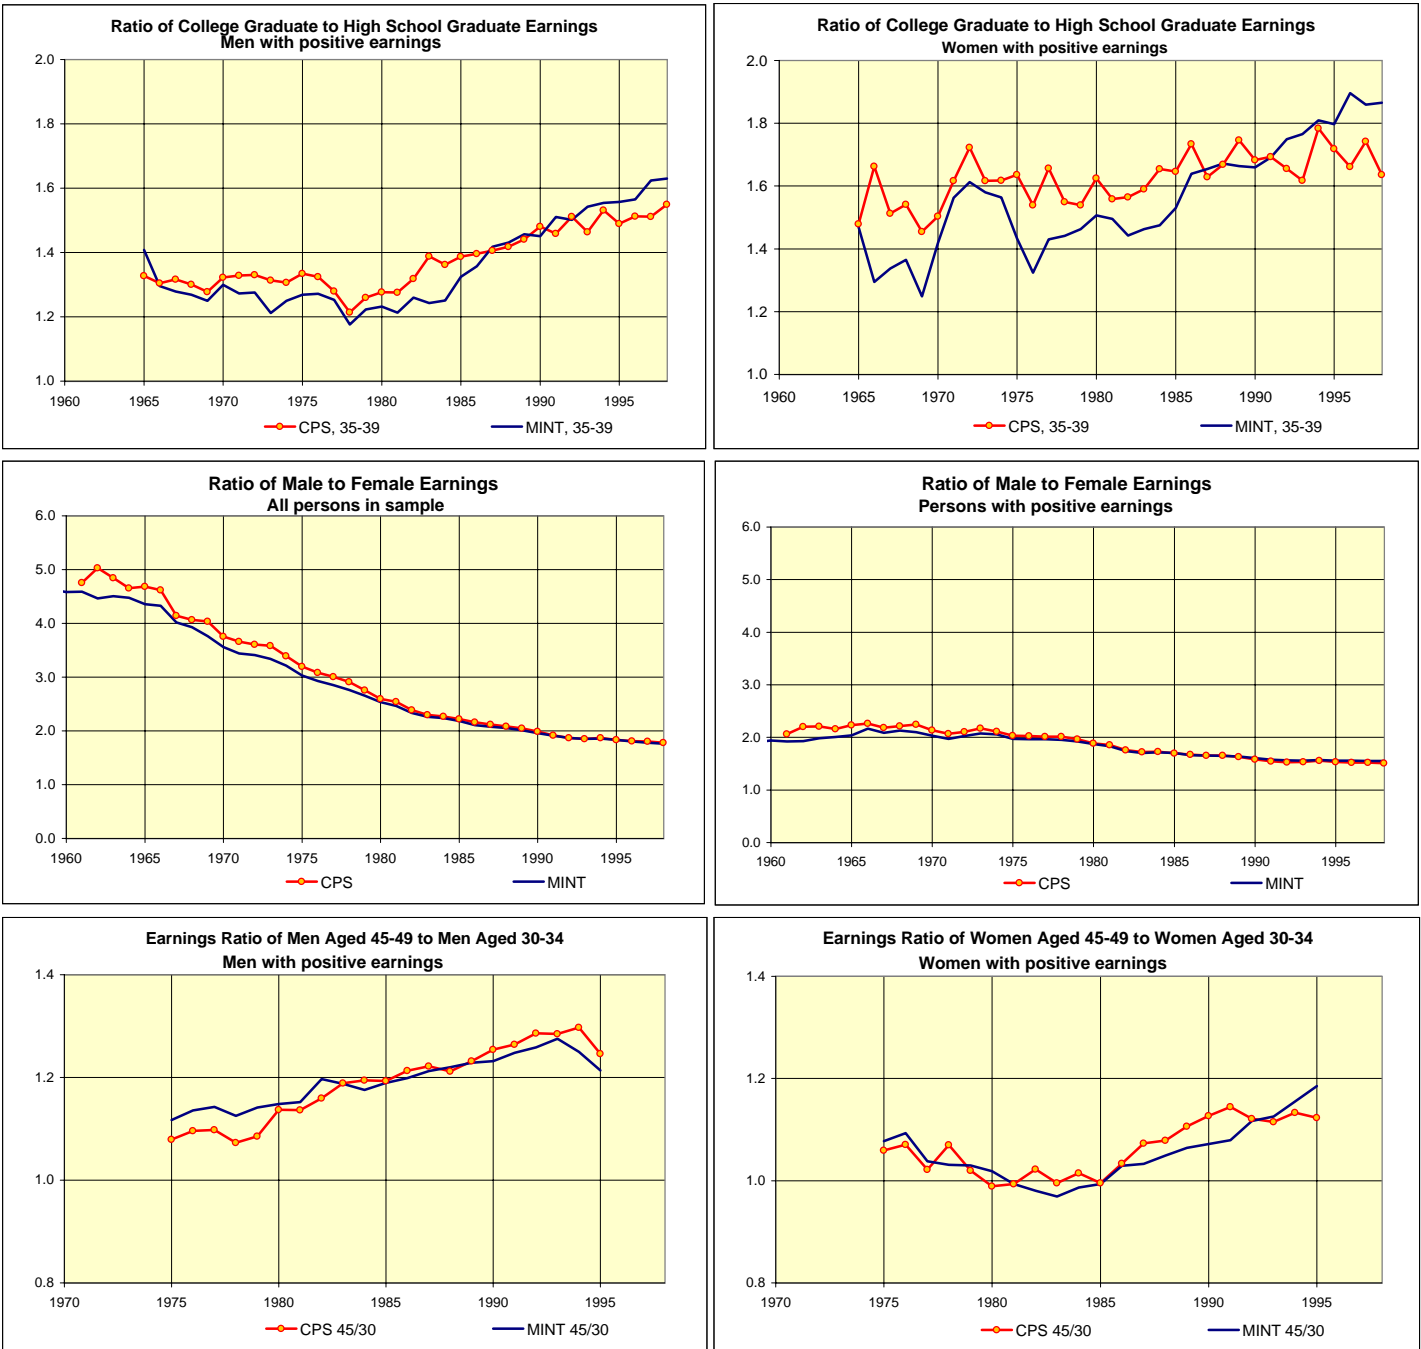 Ratio of College Graduate to High School Graduate Earnings
Men with positive earnings
2.0
1.8
1.6
1.4
1.2
1.0
1960 1965 1970 1975 1980 1985 1990 1995
CPS, 35-39 MINT, 35-39
Ratio of College Graduate to High School Graduate Earnings
Women with positive earnings
2.0
1.8
1.6
1.4
1.2
1.0
1960 1965 1970 1975 1980 1985 1990 1995
CPS, 35-39 MINT, 35-39
Ratio of Male to Female Earnings
All persons in sample
6.0
5.0
4.0
3.0
2.0
1.0
0.0
1960 1965 1970 1975 1980 1985 1990 1995
CPS MINT
Ratio of Male to Female Earnings
Persons with positive earnings
6.0
5.0
4.0
3.0
2.0
1.0
0.0
1960 1965 1970 1975 1980 1985 1990 1995
CPS MINT
Earnings Ratio of Men Aged 45-49 to Men Aged 30-34
Men with positive earnings
1.4
1.2
1.0
0.8
1970 1975 1980 1985 1990 1995
CPS 45/30 MINT 45/30
Earnings Ratio of Women Aged 45-49 to Women Aged 30-34
Women with positive earnings
1.4
1.2
1.0
0.8
1970 1975 1980 1985 1990 1995
CPS 45/30 MINT 45/30